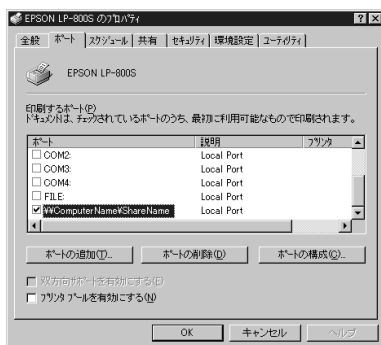 EPSON LP-800S のプロパティ
全般 ポート スケジュール 共有 セキュリティ 環境設定 ユーティリティ
EPSON LP-800S
印刷するポート(P)
ドキュメントは、チェックされているポートのうち、最初に利用可能なもので印刷されます。
ポート 説明 プリンタ
COM2: Local Port
COM3: Local Port
COM4: Local Port
FILE: Local Port
¥¥ComputerName¥ShareName Local Port
ポートの追加(T)... ポートの削除(D) ポートの構成(C)...
双方向サポートを有効にする(E)
プリンタ プールを有効にする(N)
OK キャンセル ヘルプ